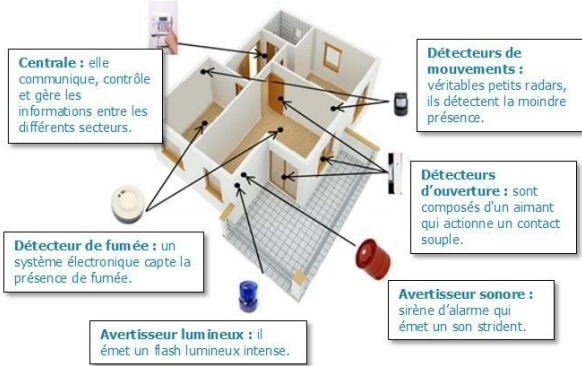 Centrale : elle
communique, contrôle
et gère les
informations entre les
différents secteurs.
Détecteurs de
mouvements :
véritables petits radars,
ils détectent la moindre
présence.
Détecteurs
d'ouverture : sont
composés d'un aimant
qui actionne un contact
souple.
Détecteur de fumée : un
système électronique capte la
présence de fumée.
Avertisseur sonore :
sirène d'alarme qui
émet un son strident.
Avertisseur lumineux : il
émet un flash lumineux intense.